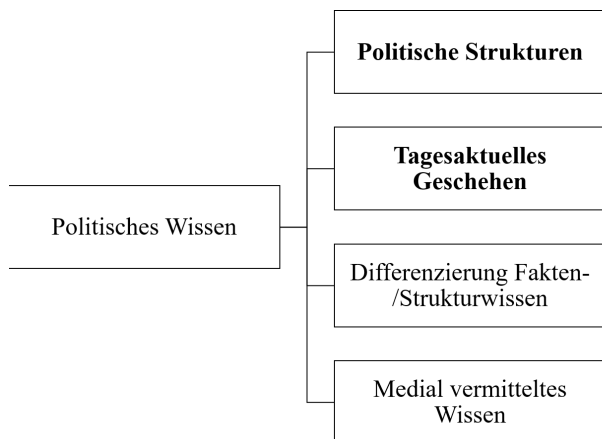 Politische Strukturen
Tagesaktuelles
Geschehen
Politisches Wissen
Differenzierung Fakten-
/Strukturwissen
Medial vermitteltes
Wissen